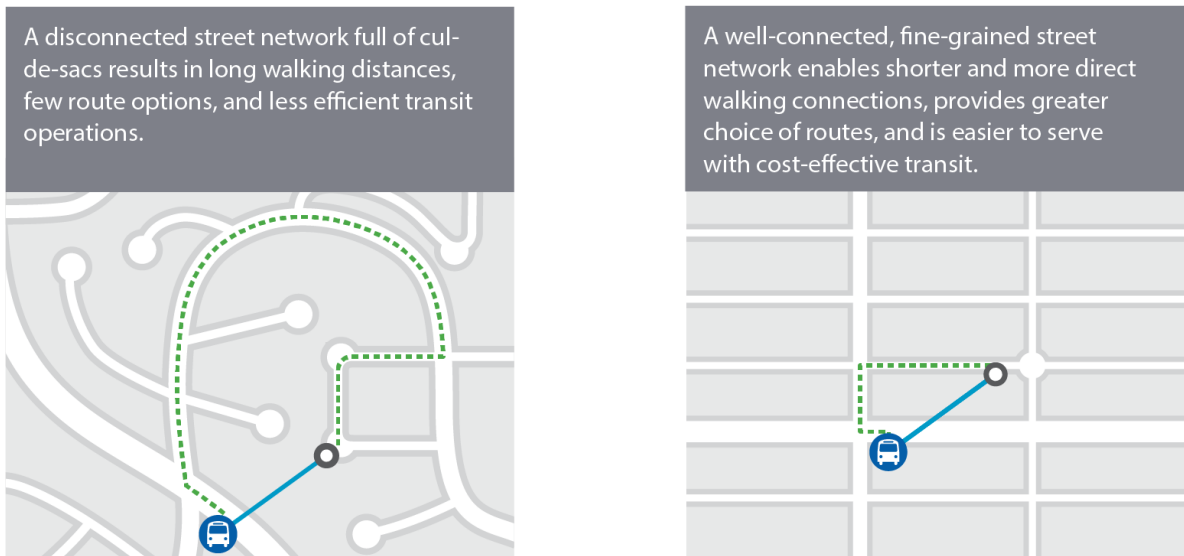 A disconnected street network full of cul-
de-sacs results in long walking distances,
few route options, and less efficient transit
operations.
A well-connected, fine-grained street
network enables shorter and more direct
walking connections, provides greater
choice of routes, and is easier to serve
with cost-effective transit.